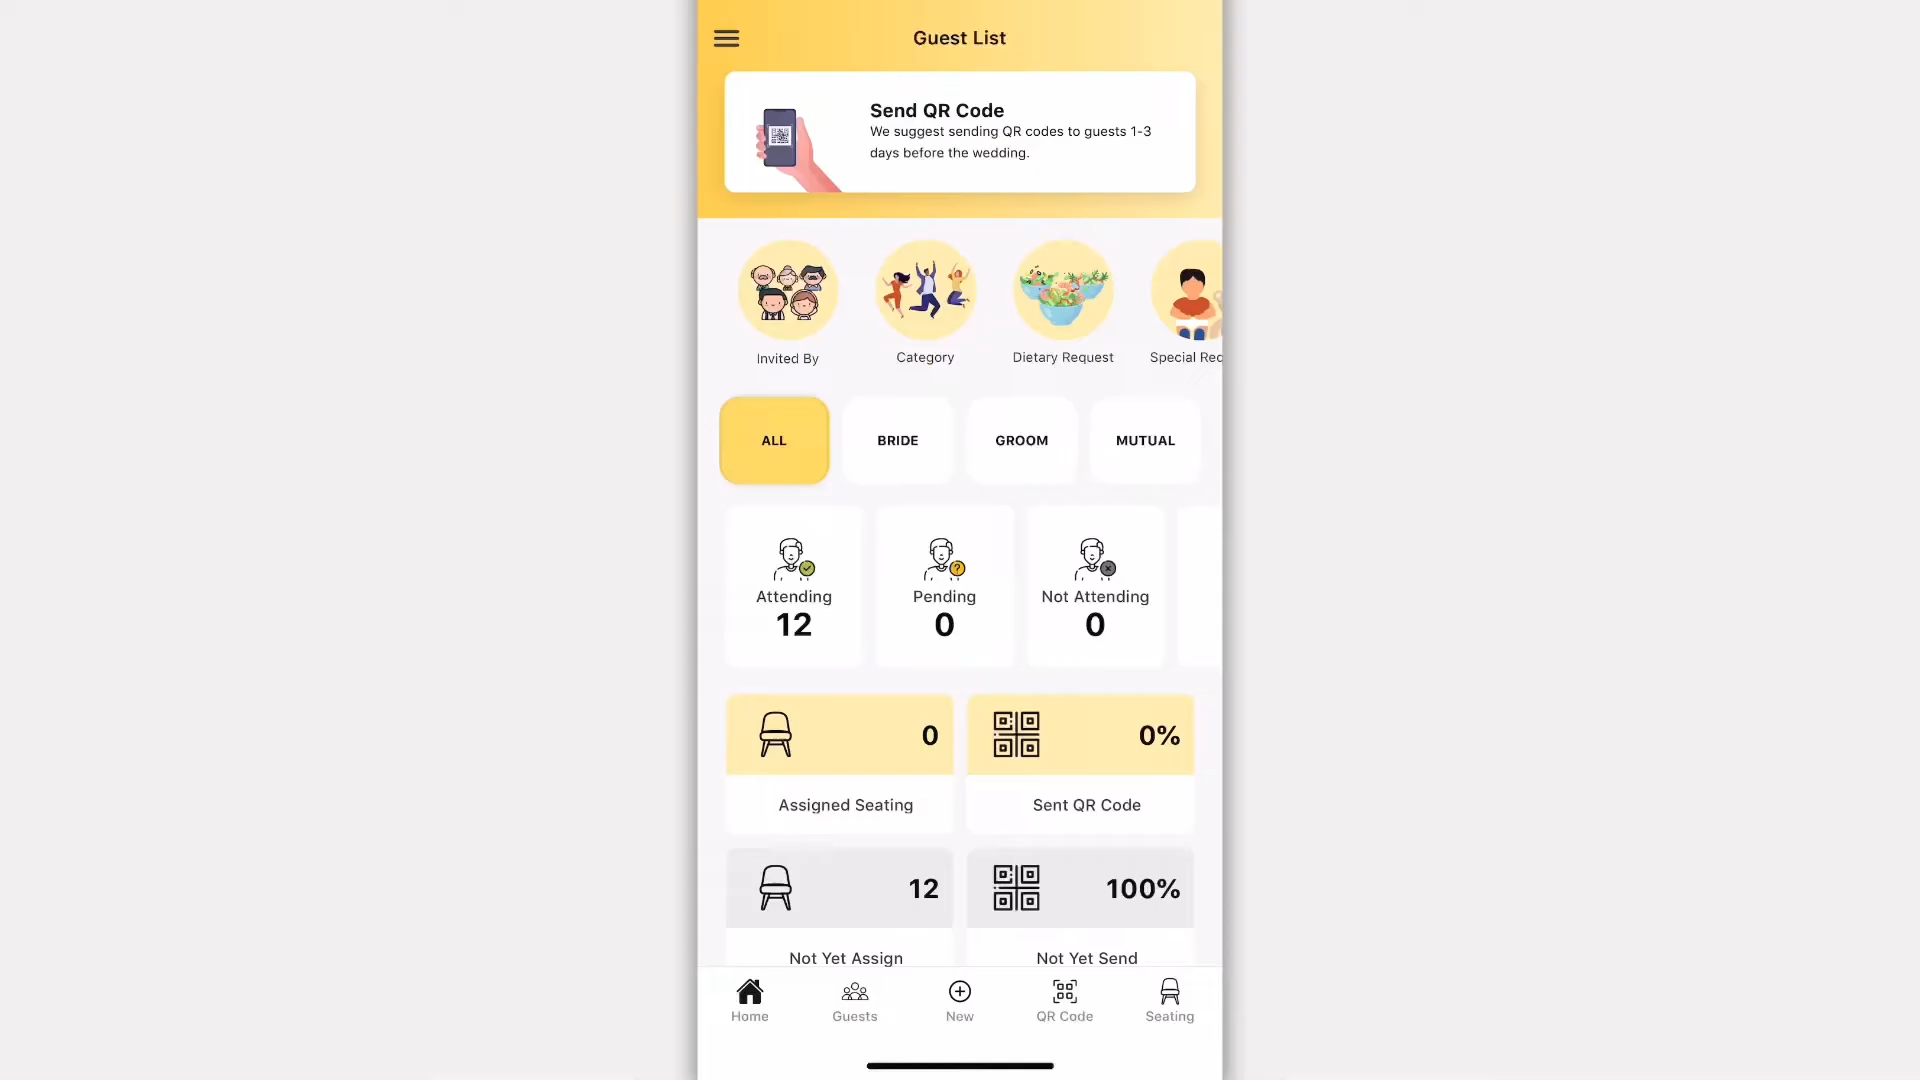 Guest List
Send QR Code
We suggest sending QR codes to guests 1-3
days before the wedding.
Invited By
Category
Dietary Request
Special Req
ALL
BRIDE
GROOM
MUTUAL
Attending
12
Pending
0
Not Attending
0
0
Assigned Seating
0%
Sent QR Code
12
Not Yet Assign
100%
Not Yet Send
Home
Guests
New
QR Code
Seating